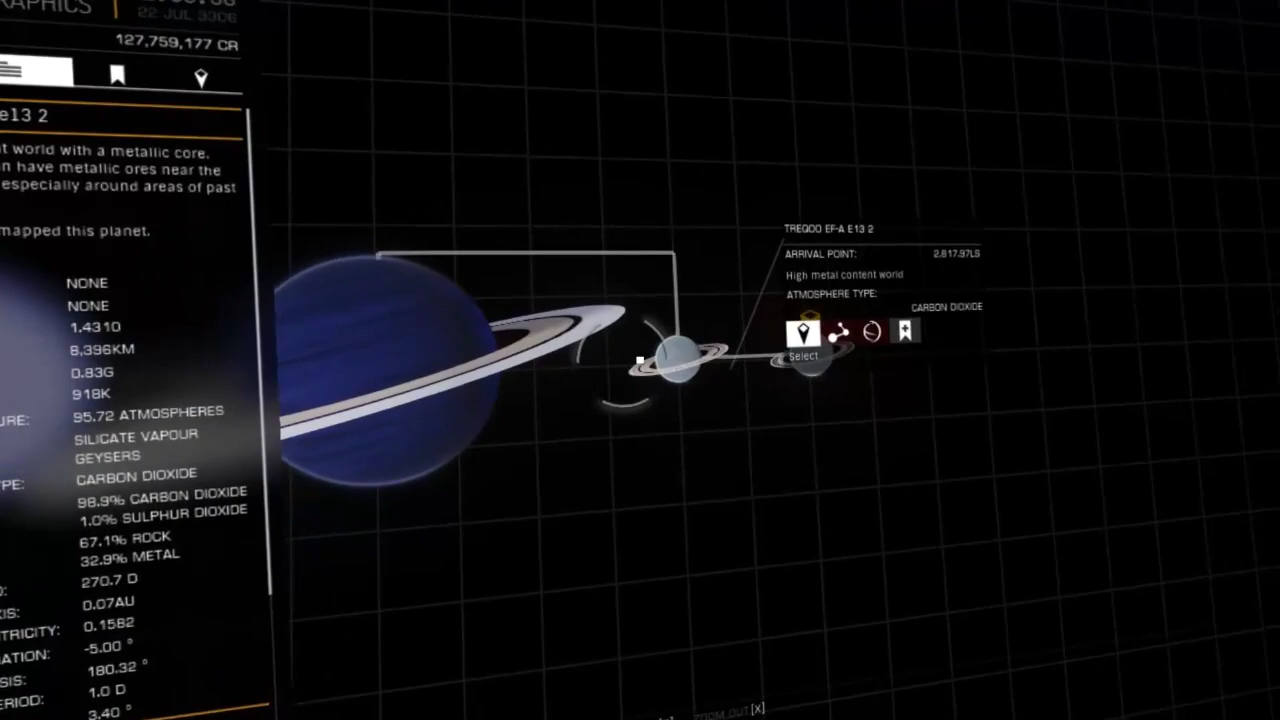 22 JUL 3306
127,759,177 CR
e13 2
t world with a metallic core.
n have metallic ores near the
especially around areas of past
mapped this planet.
NONE
NONE
1.4310
8,396KM
0.83G
918K
URE: 95.72 ATMOSPHERES
SILICATE VAPOUR
GEYSERS
PE: CARBON DIOXIDE
98.9% CARBON DIOXIDE
1.0% SULPHUR DIOXIDE
67.1% ROCK
32.9% METAL
D: 270.7 D
XIS: 0.07AU
TRICITY: 0.1582
ATION: -5.00 °
SIS: 180.32 °
ERIOD: 1.0 D
3.40 °
TREQOO EF-A E13 2
ARRIVAL POINT: 2,817.97LS
High metal content world
ATMOSPHERE TYPE:
CARBON DIOXIDE
Select
ZOOM OUT [X]